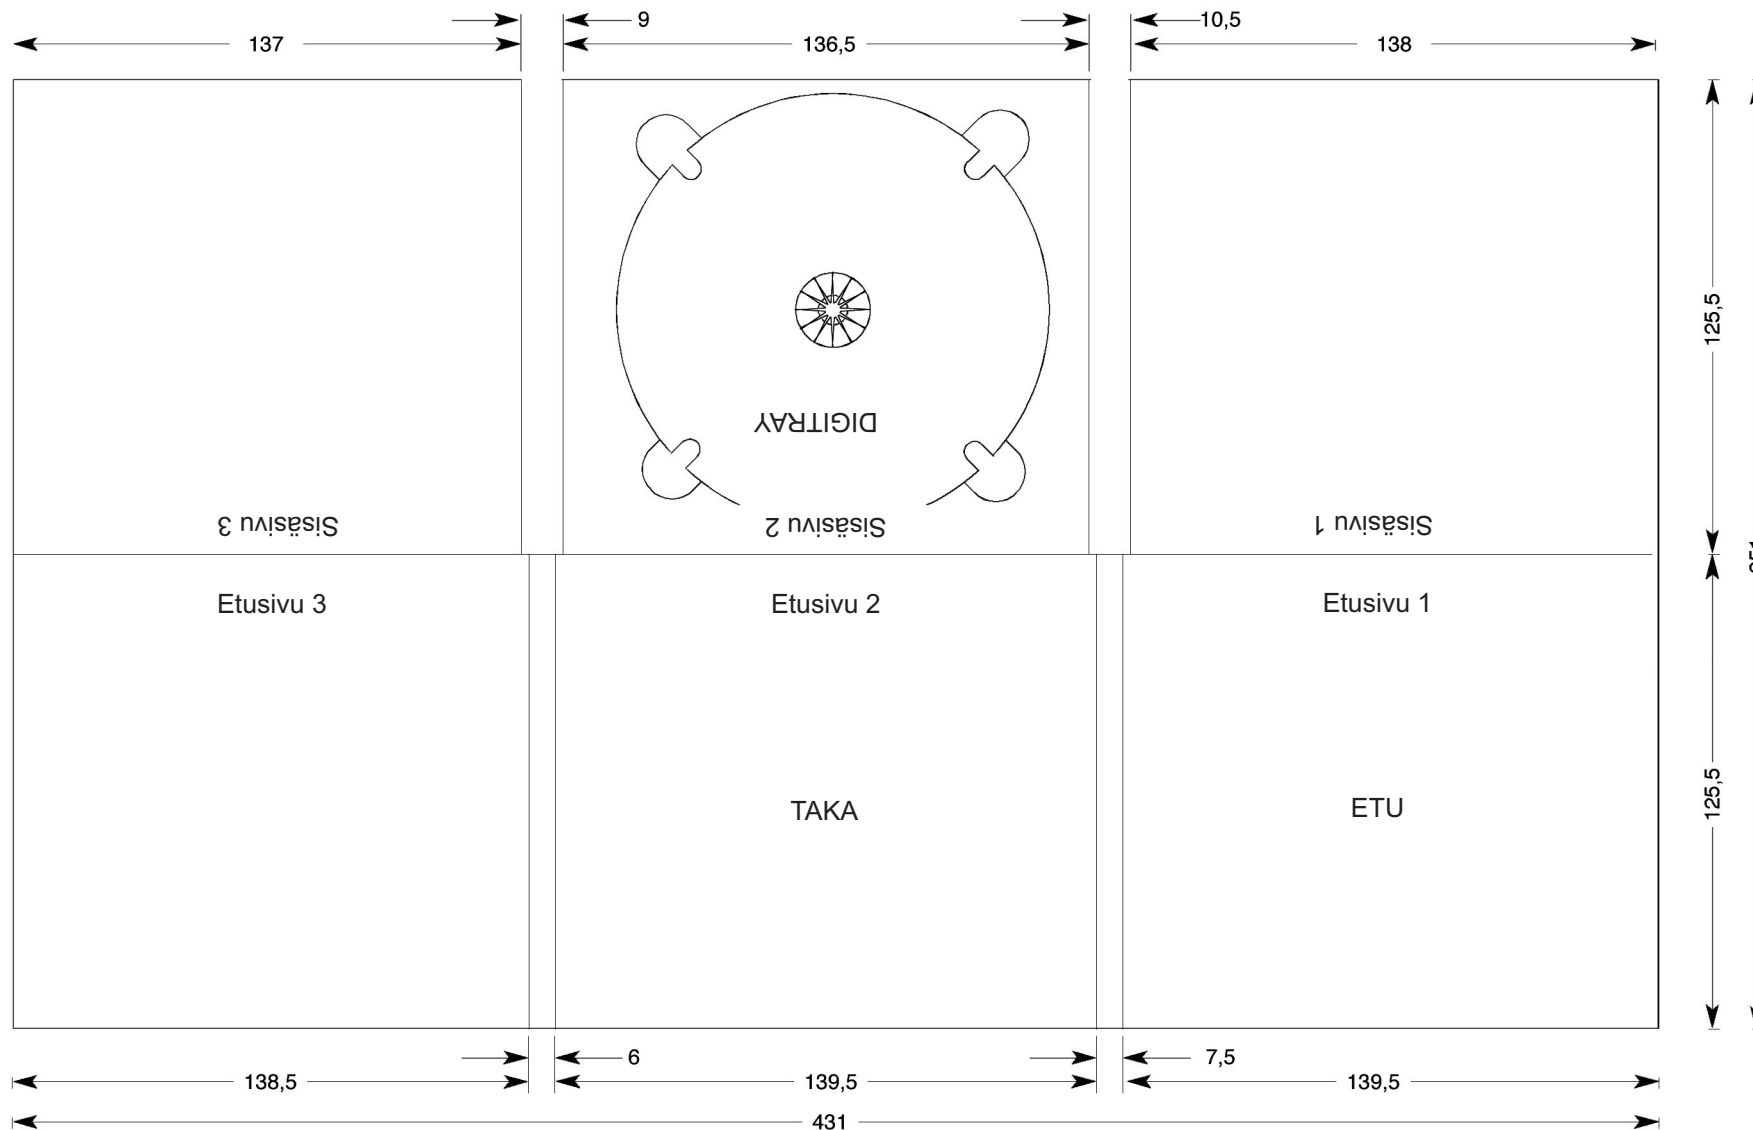 9
10,5
137
136,5
138
125,5
DIGITRAY
Sisäsivu 3
Sisäsivu 2
Sisäsivu 1
Etusivu 3
Etusivu 2
Etusivu 1
125,5
TAKA
ETU
6
7,5
138,5
139,5
139,5
431